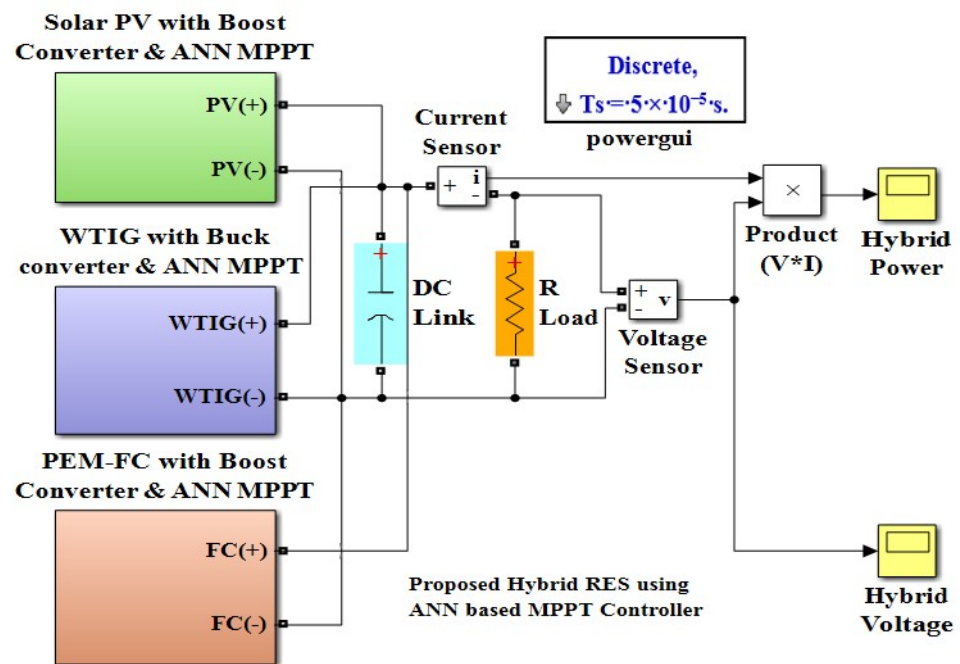 Solar PV with Boost
Converter & ANN MPPT
PV(+)
PV(-)
Discrete,
Ts=·5·×·10⁻⁵·s.
powergui
Current
Sensor
+
i
-
×
Product
(V*I)
Hybrid
Power
WTIG with Buck
converter & ANN MPPT
WTIG(+)
WTIG(-)
+
DC
Link
+
R
Load
+
-
v
Voltage
Sensor
PEM-FC with Boost
Converter & ANN MPPT
FC(+)
FC(-)
Proposed Hybrid RES using
ANN based MPPT Controller
Hybrid
Voltage